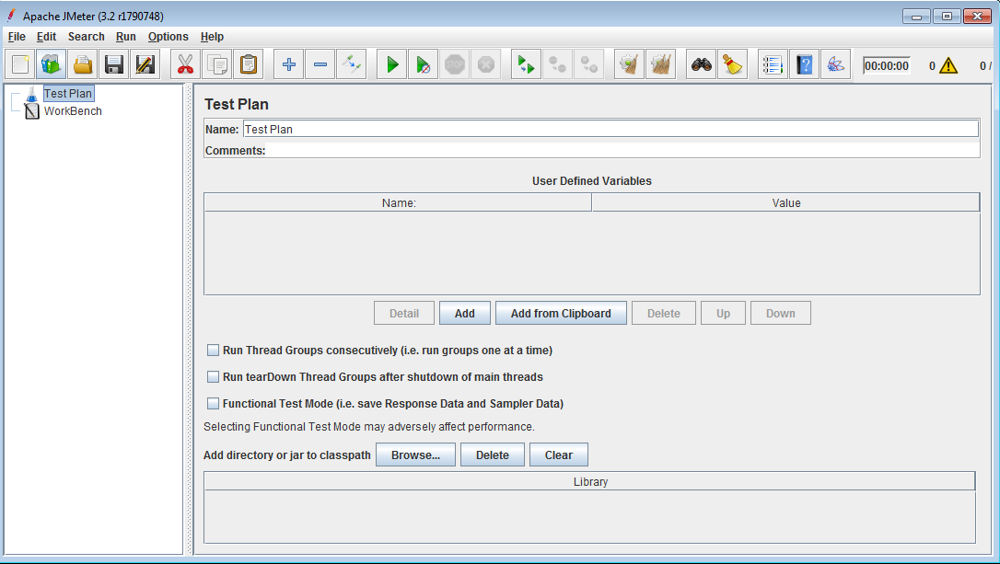 Apache JMeter (3.2 r1790748)
File Edit Search Run Options Help
STOP
00:00:00 0 0 /
Test Plan
WorkBench
Test Plan
Name: Test Plan
Comments:
User Defined Variables
Name: Value
Detail Add Add from Clipboard Delete Up Down
Run Thread Groups consecutively (i.e. run groups one at a time)
Run tearDown Thread Groups after shutdown of main threads
Functional Test Mode (i.e. save Response Data and Sampler Data)
Selecting Functional Test Mode may adversely affect performance.
Add directory or jar to classpath Browse... Delete Clear
Library